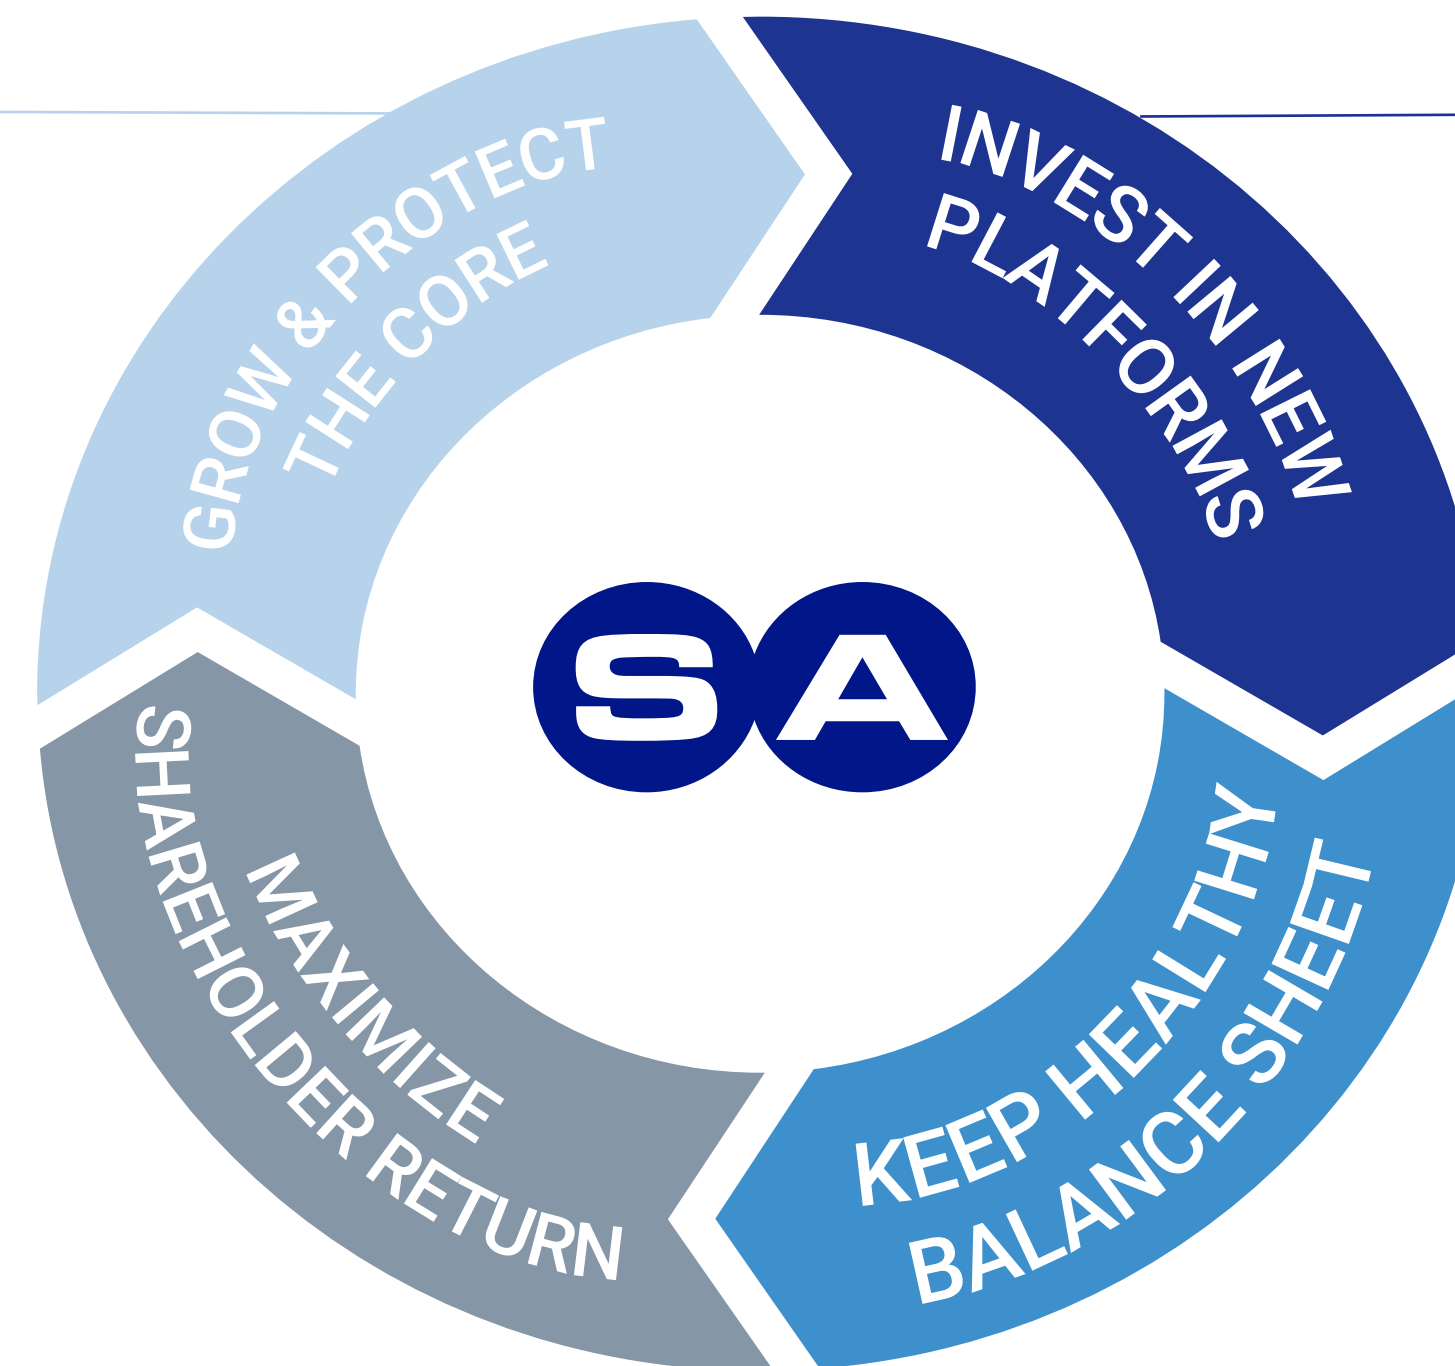 GROW & PROTECT
THE CORE
INVEST IN NEW
PLATFORMS
SA
KEEP HEALTHY
BALANCE SHEET
MAXIMIZE
SHAREHOLDER RETURN